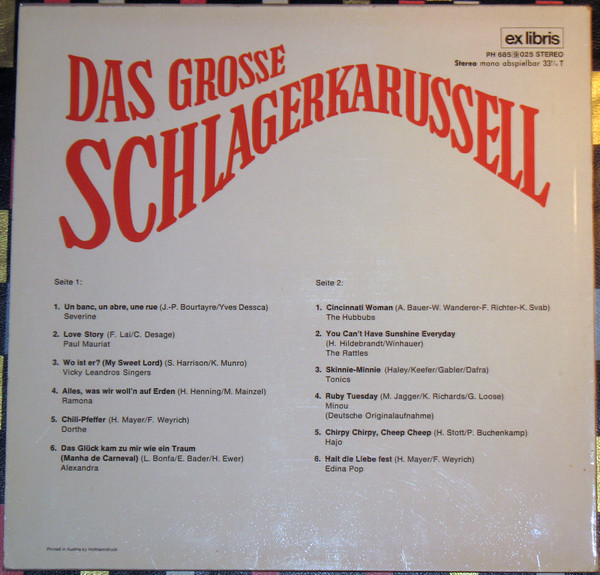 ex libris
PH 685 025 STEREO
Stereo mono abspielbar 33⅓ T
DAS GROSSE
SCHLAGERKARUSSELL
Seite 1:
1. Un banc, un abre, une rue (J.-P. Bourtayre/Yves Dessca)
Severine
2. Love Story (F. Lai/C. Desage)
Paul Mauriat
3. Wo ist er? (My Sweet Lord) (S. Harrison/K. Munro)
Vicky Leandros Singers
4. Alles, was wir woll'n auf Erden (H. Henning/M. Mainzel)
Ramona
5. Chili-Pfeffer (H. Mayer/F. Weyrich)
Dorthe
6. Das Glück kam zu mir wie ein Traum
(Manha de Carneval) (L. Bonfa/E. Bader/H. Ewer)
Alexandra
Seite 2:
1. Cincinnati Woman (A. Bauer-W. Wanderer-F. Richter-K. Svab)
The Hubbubs
2. You Can't Have Sunshine Everyday
(H. Hildebrandt/Winhauer)
The Rattles
3. Skinnie-Minnie (Haley/Keefer/Gabler/Dafra)
Tonics
4. Ruby Tuesday (M. Jagger/K. Richards/G. Loose)
Minou
(Deutsche Originalaufnahme)
5. Chirpy Chirpy, Cheep Cheep (H. Stott/P. Buchenkamp)
Hajo
6. Halt die Liebe fest (H. Mayer/F. Weyrich)
Edina Pop
Printed in Austria by